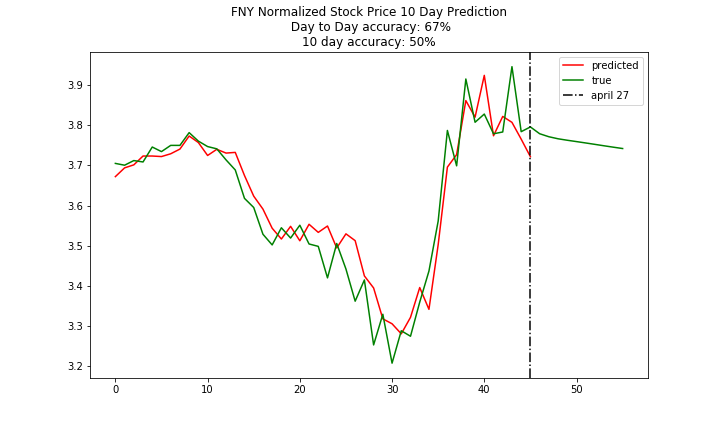 FNY Normalized Stock Price 10 Day Prediction
Day to Day accuracy: 67%
10 day accuracy: 50%
predicted
true
april 27
3.9
3.8
3.7
3.6
3.5
3.4
3.3
3.2
0 10 20 30 40 50